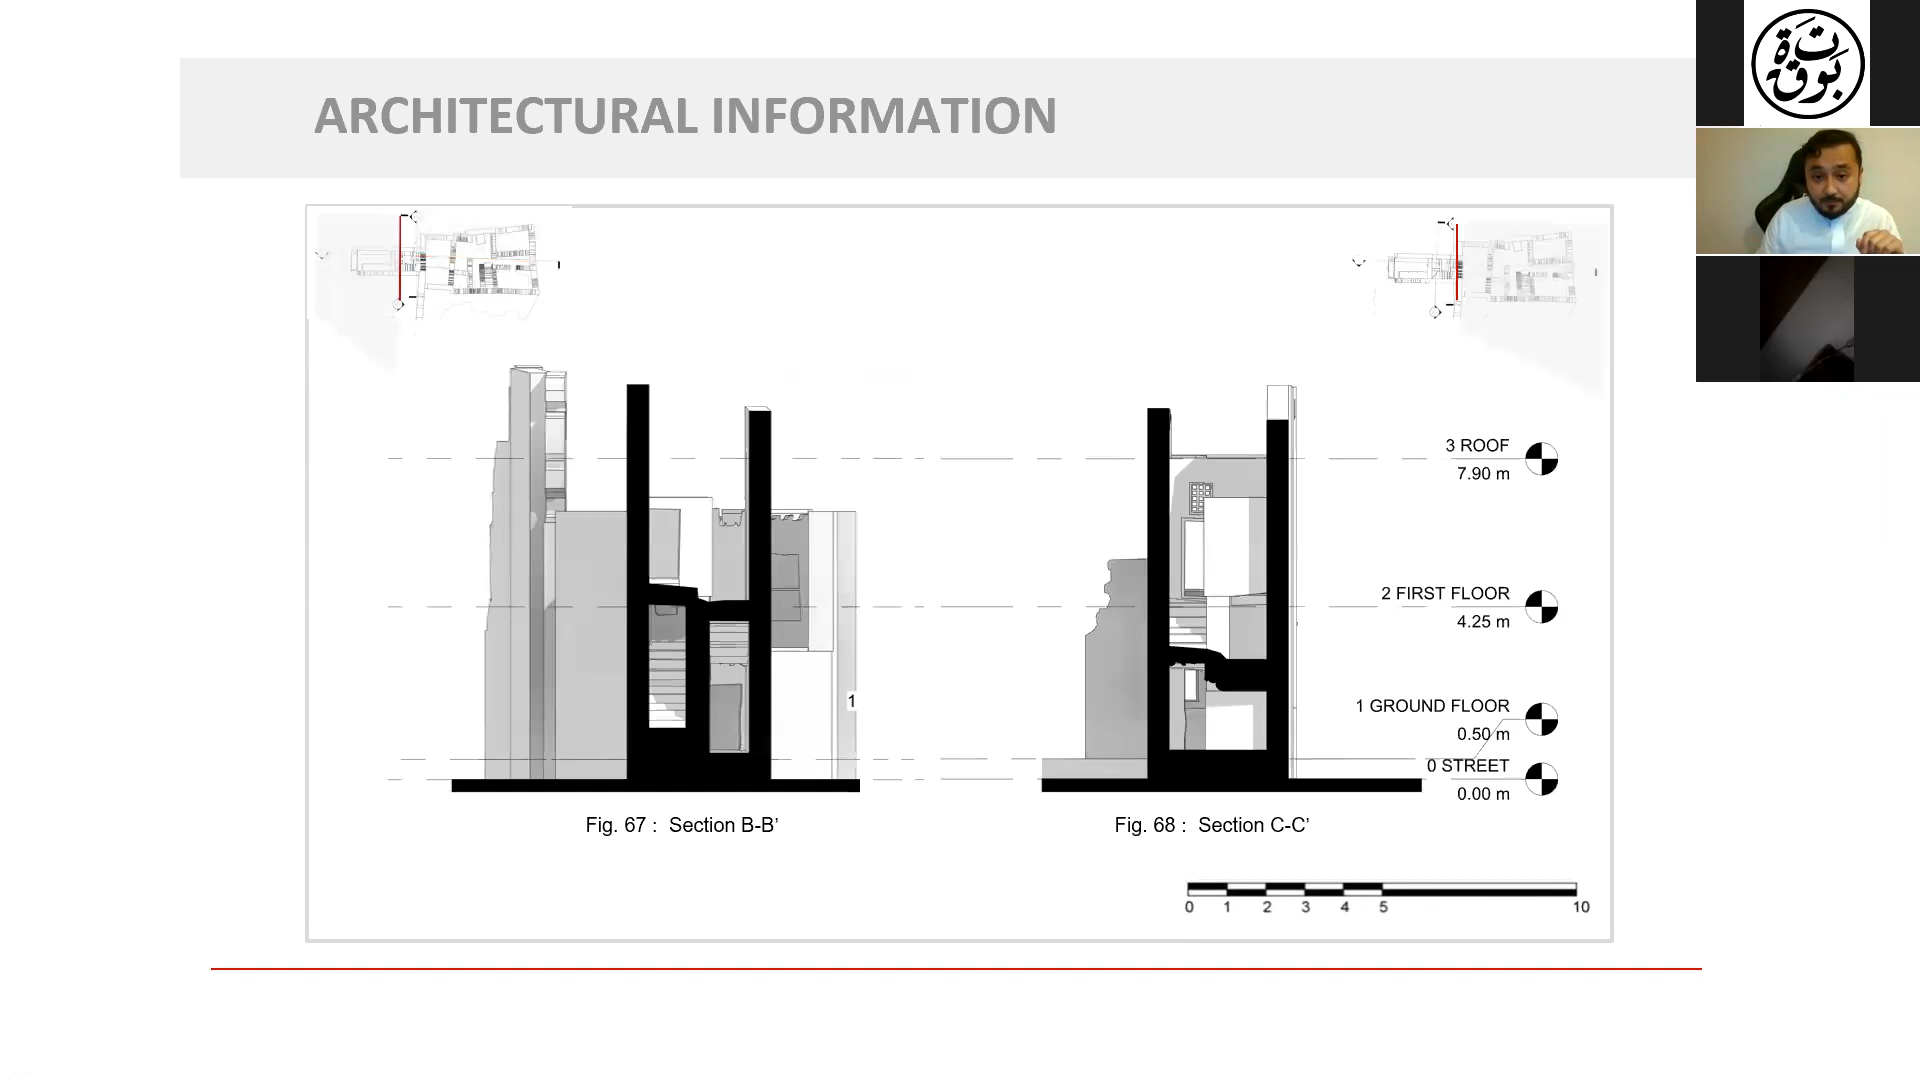 ARCHITECTURAL INFORMATION
بوتقة
3 ROOF
7.90 m
2 FIRST FLOOR
4.25 m
1 GROUND FLOOR
0.50 m
0 STREET
0.00 m
1
Fig. 67 : Section B-B’
Fig. 68 : Section C-C’
0 1 2 3 4 5 10